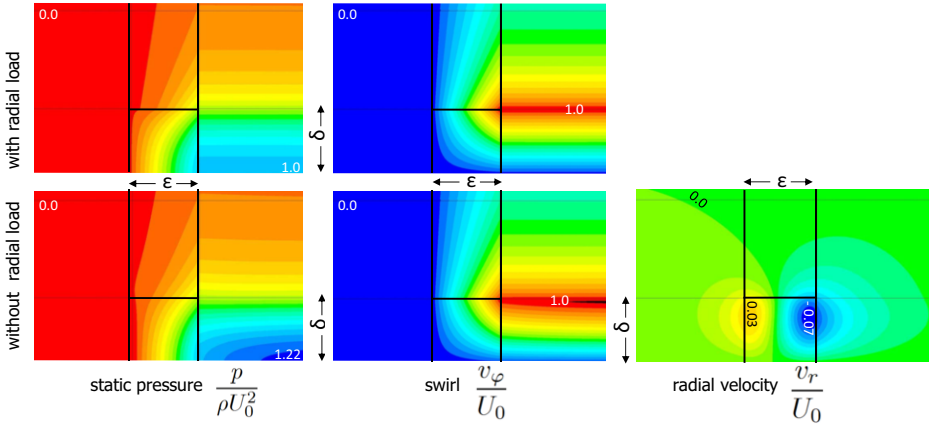 with radial load
0.0
1.0
δ
0.0
1.0
ε
ε
ε
without radial load
0.0
1.22
δ
0.0
1.0
δ
0.0
0.03
- 0.07
static pressure p / ρU₀²
swirl v_φ / U₀
radial velocity v_r / U₀